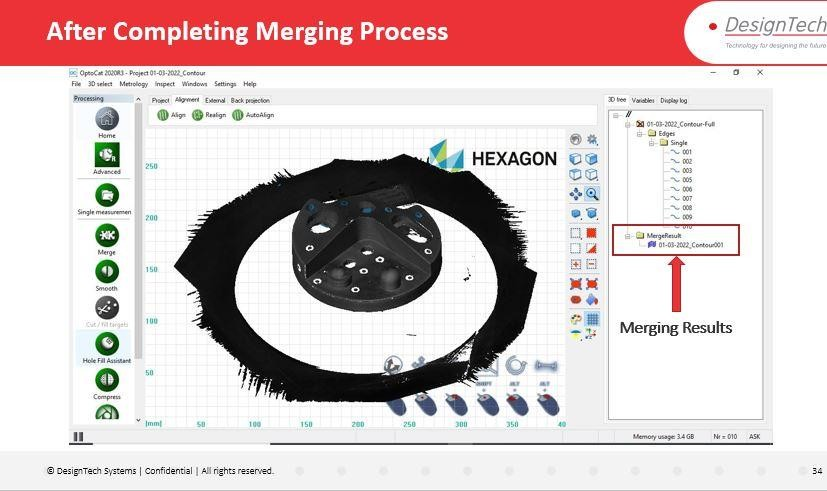 After Completing Merging Process
DesignTech
Technology for designing the future
OptoCat 2020R3 - Project 01-03-2022_Contour
File 3D select Metrology Inspect Windows Settings Help
Processing
Home
Advanced
Single measuremen
Merge
Smooth
Cut / fill targets
Hole Fill Assistant
Compress
Project Alignment External Back projection
Align Realign AutoAlign
HEXAGON
250
200
150
100
50
[mm] 50 100 150 200 250 300 350 40
SHIFT + ALT + ALT +
3D tree Variables Display log
//
01-03-2022_Contour-Full
Edges
Single
001
002
003
005
006
007
008
009
010
MergeResult
01-03-2022_Contour001
Merging Results
Memory usage: 3.4 GB Nr = 010 ASK
© DesignTech Systems | Confidential | All rights reserved.
34